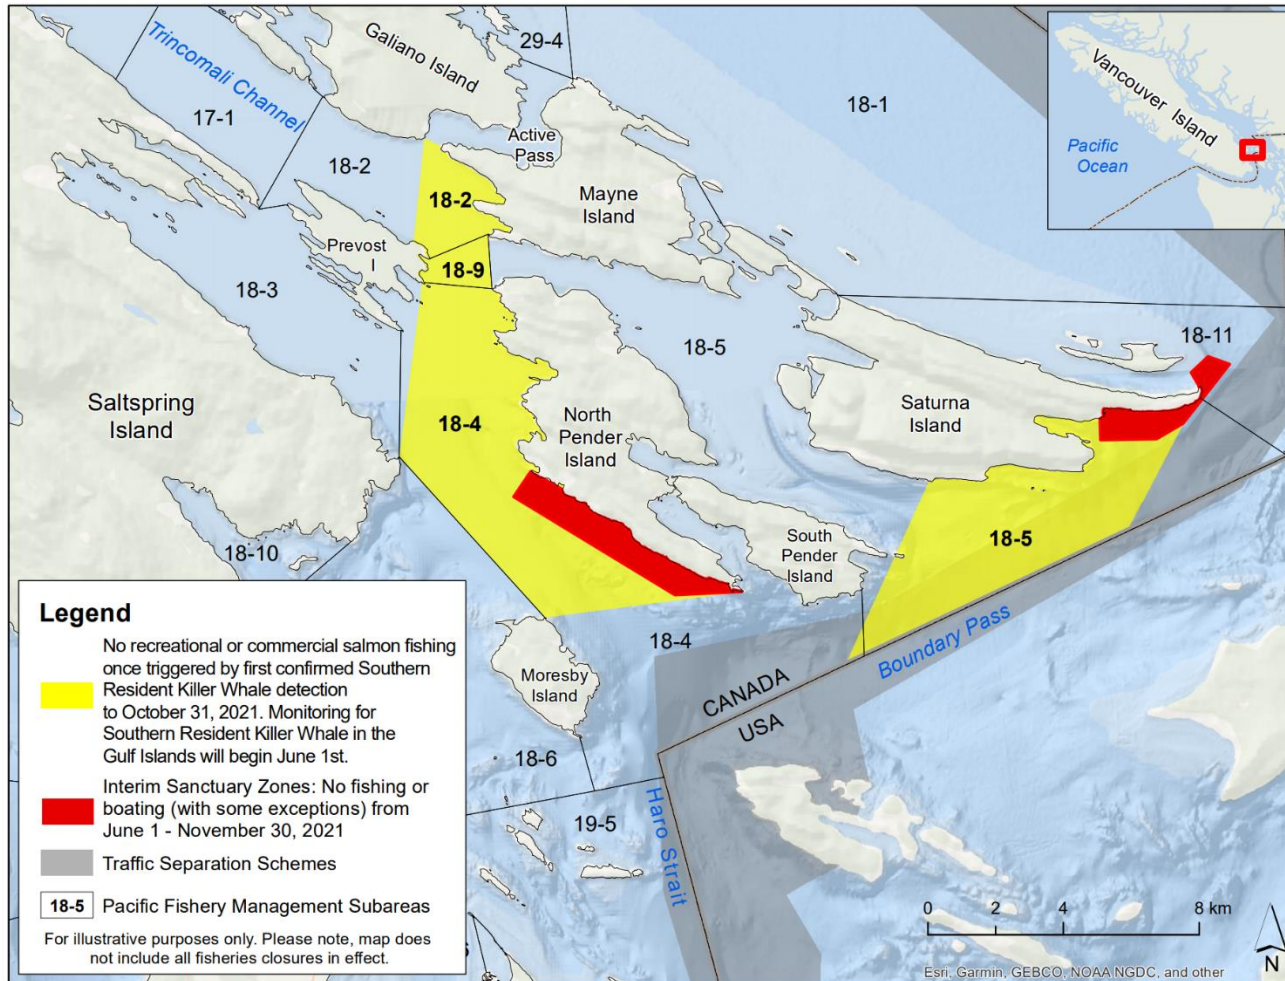 Trincomali Channel
Galiano Island
29-4
17-1
18-2
Active
Pass
18-1
Vancouver Island
Pacific
Ocean
18-2
Mayne
Island
Prevost
I
18-9
18-3
18-5
18-11
Saltspring
Island
18-4
North
Pender
Island
Saturna
Island
18-10
South
Pender
Island
18-5
18-4
Moresby
Island
Boundary Pass
CANADA
USA
18-6
19-5
Haro Strait
Legend
No recreational or commercial salmon fishing
once triggered by first confirmed Southern
Resident Killer Whale detection
to October 31, 2021. Monitoring for
Southern Resident Killer Whale in the
Gulf Islands will begin June 1st.
Interim Sanctuary Zones: No fishing or
boating (with some exceptions) from
June 1 - November 30, 2021
Traffic Separation Schemes
18-5 Pacific Fishery Management Subareas
For illustrative purposes only. Please note, map does
not include all fisheries closures in effect.
0 2 4 8 km
N
Esri, Garmin, GEBCO, NOAA NGDC, and other